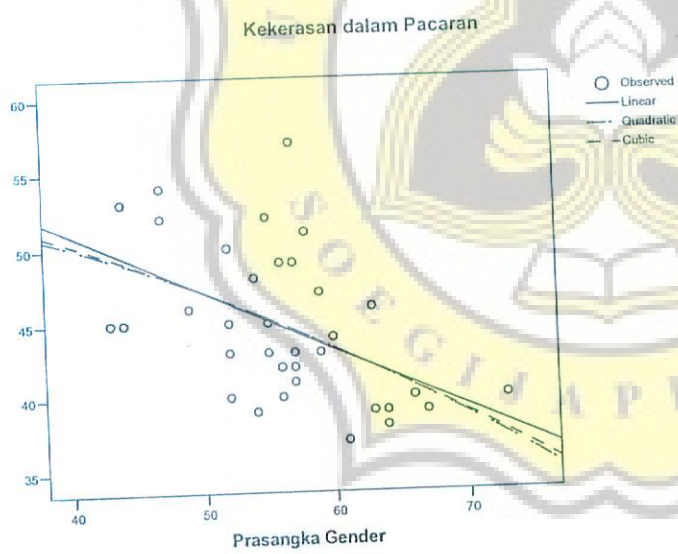 Kekerasan dalam Pacaran
Observed
Linear
Quadratic
Cubic
60
55
50
45
40
35
40
50
60
70
Prasangka Gender
SOEGIJAP